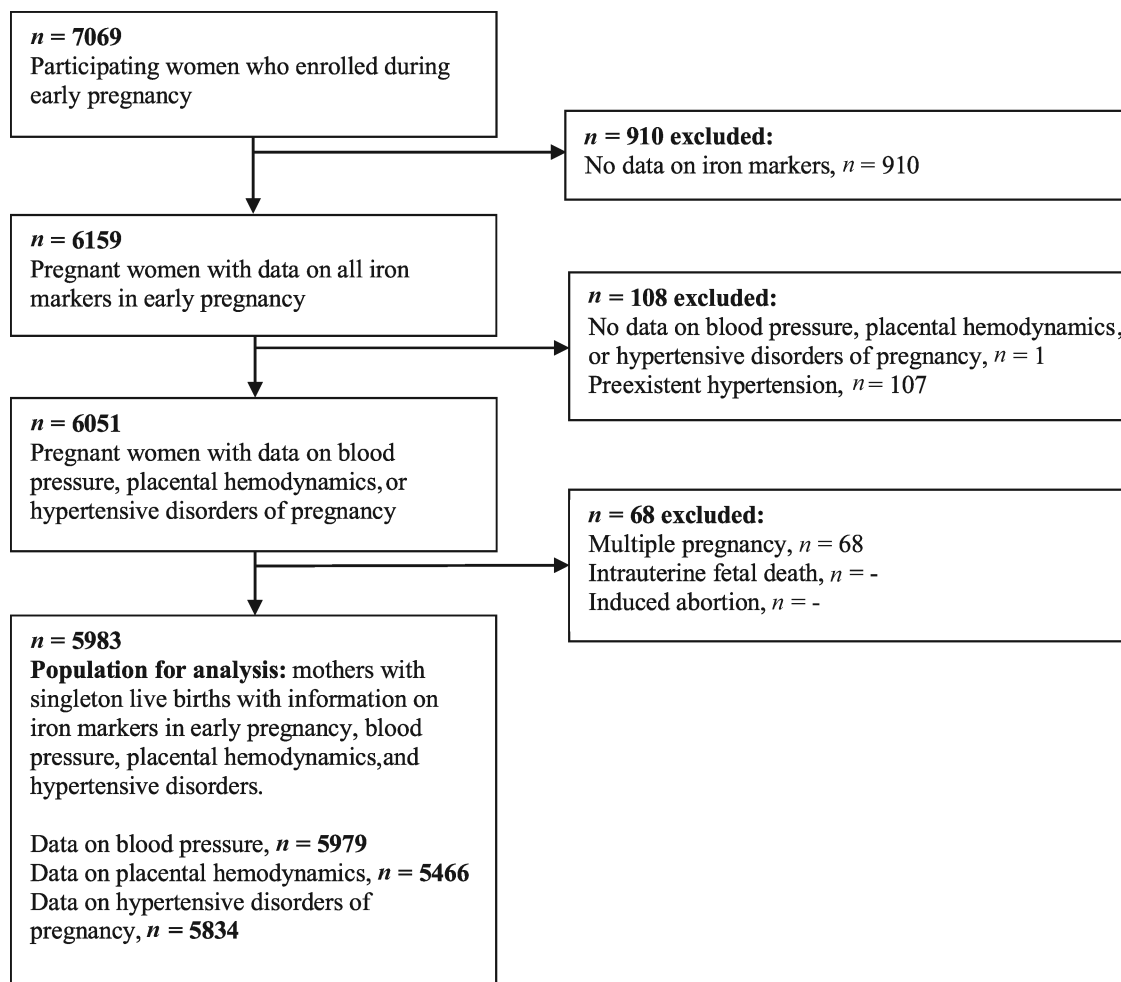 n = 7069
Participating women who enrolled during
early pregnancy
n = 910 excluded:
No data on iron markers, n = 910
n = 6159
Pregnant women with data on all iron
markers in early pregnancy
n = 108 excluded:
No data on blood pressure, placental hemodynamics,
or hypertensive disorders of pregnancy, n = 1
Preexistent hypertension, n = 107
n = 6051
Pregnant women with data on blood
pressure, placental hemodynamics, or
hypertensive disorders of pregnancy
n = 68 excluded:
Multiple pregnancy, n = 68
Intrauterine fetal death, n = -
Induced abortion, n = -
n = 5983
Population for analysis: mothers with
singleton live births with information on
iron markers in early pregnancy, blood
pressure, placental hemodynamics,and
hypertensive disorders.
Data on blood pressure, n = 5979
Data on placental hemodynamics, n = 5466
Data on hypertensive disorders of
pregnancy, n = 5834